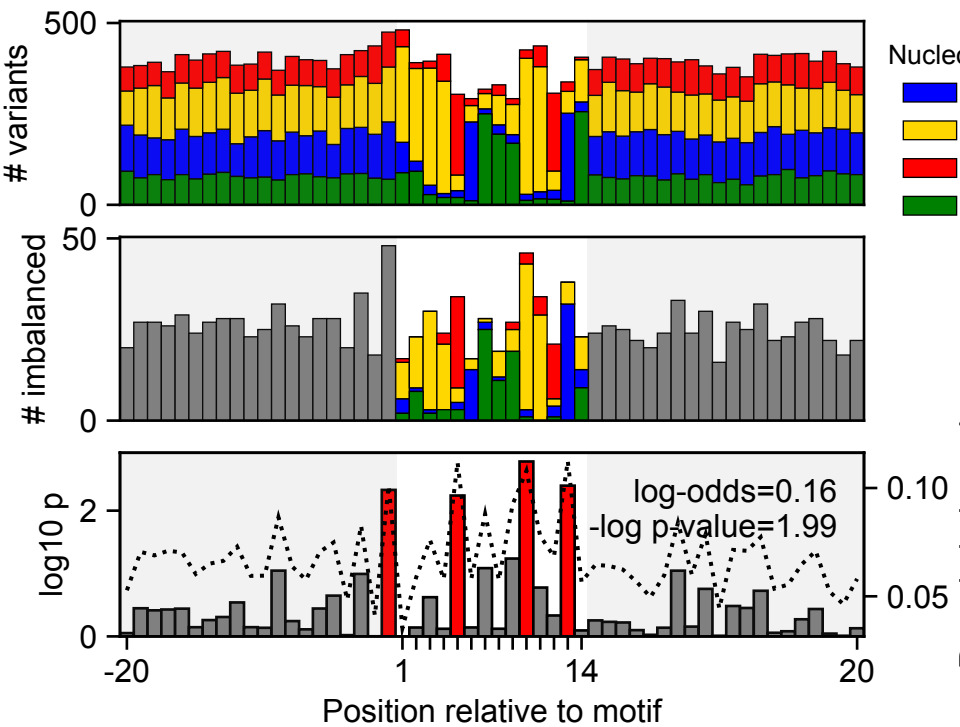 500
# variants
0
Nucleo
50
# imbalanced
0
log10 p
2
0
log-odds=0.16
-log p-value=1.99
0.10
0.05
-20
1
14
20
Position relative to motif